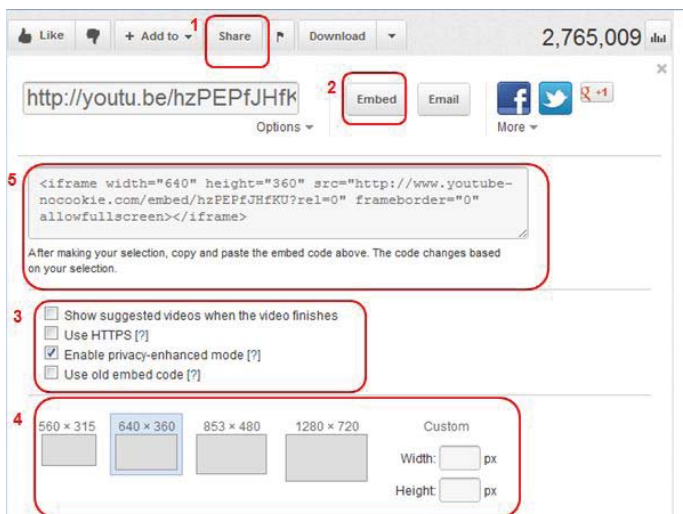 1
Like + Add to Share Download 2,765,009
2
http://youtu.be/hzPEPfJHfK Embed Email f g +1
Options More
5
<iframe width="640" height="360" src="http://www.youtube-
nocookie.com/embed/hzPEPfJHfKU?rel=0" frameborder="0"
allowfullscreen></iframe>
After making your selection, copy and paste the embed code above. The code changes based
on your selection.
3
Show suggested videos when the video finishes
Use HTTPS [?]
Enable privacy-enhanced mode [?]
Use old embed code [?]
4
560 × 315 640 × 360 853 × 480 1280 × 720 Custom
Width: px
Height: px